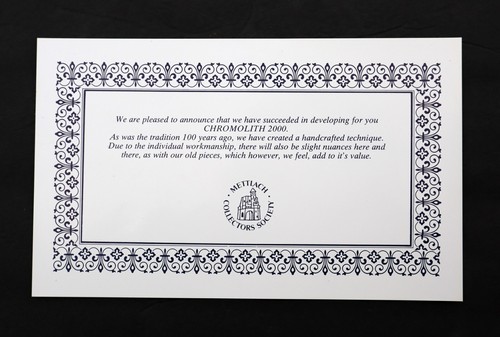 We are pleased to announce that we have succeeded in developing for you
CHROMOLITH 2000.
As was the tradition 100 years ago, we have created a handcrafted technique.
Due to the individual workmanship, there will also be slight nuances here and
there, as with our old pieces, which however, we feel, add to it's value.
METTLACH
COLLECTORS SOCIETY